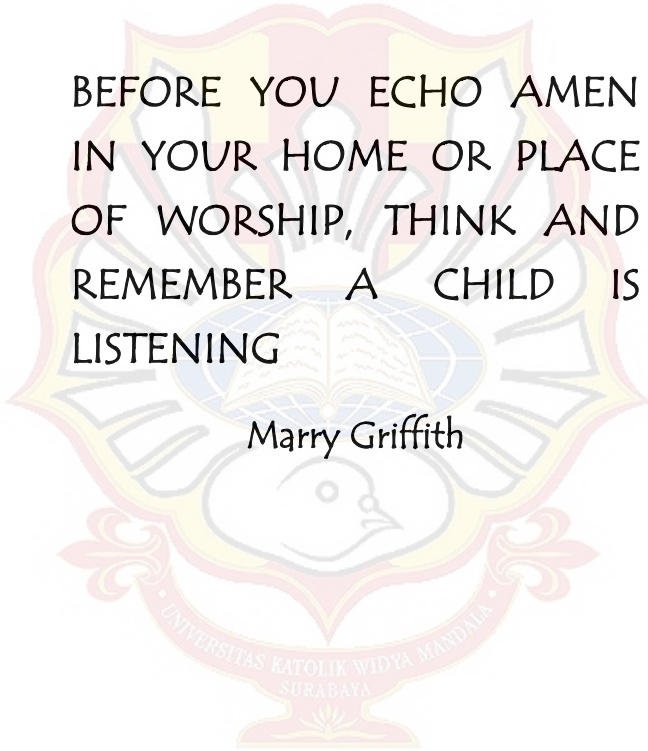 BEFORE YOU ECHO AMEN
IN YOUR HOME OR PLACE
OF WORSHIP, THINK AND
REMEMBER A CHILD IS
LISTENING
Marry Griffith
UNIVERSITAS KATOLIK WIDYA MANDALA
SURABAYA